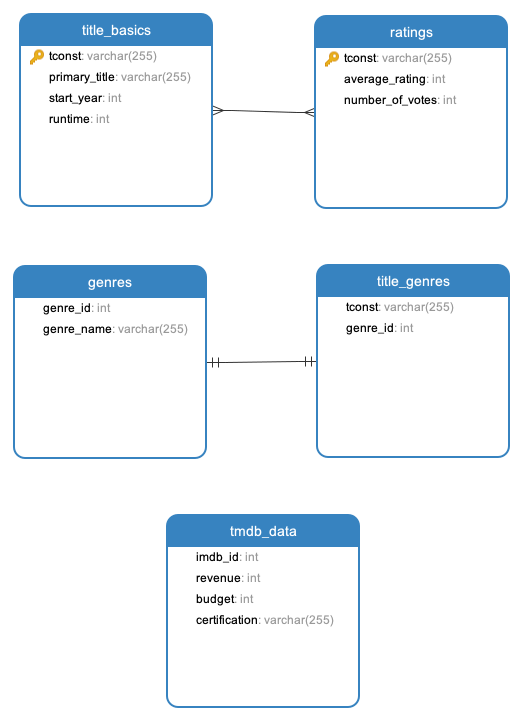 title_basics
tconst: varchar(255)
primary_title: varchar(255)
start_year: int
runtime: int
ratings
tconst: varchar(255)
average_rating: int
number_of_votes: int
genres
genre_id: int
genre_name: varchar(255)
title_genres
tconst: varchar(255)
genre_id: int
tmdb_data
imdb_id: int
revenue: int
budget: int
certification: varchar(255)